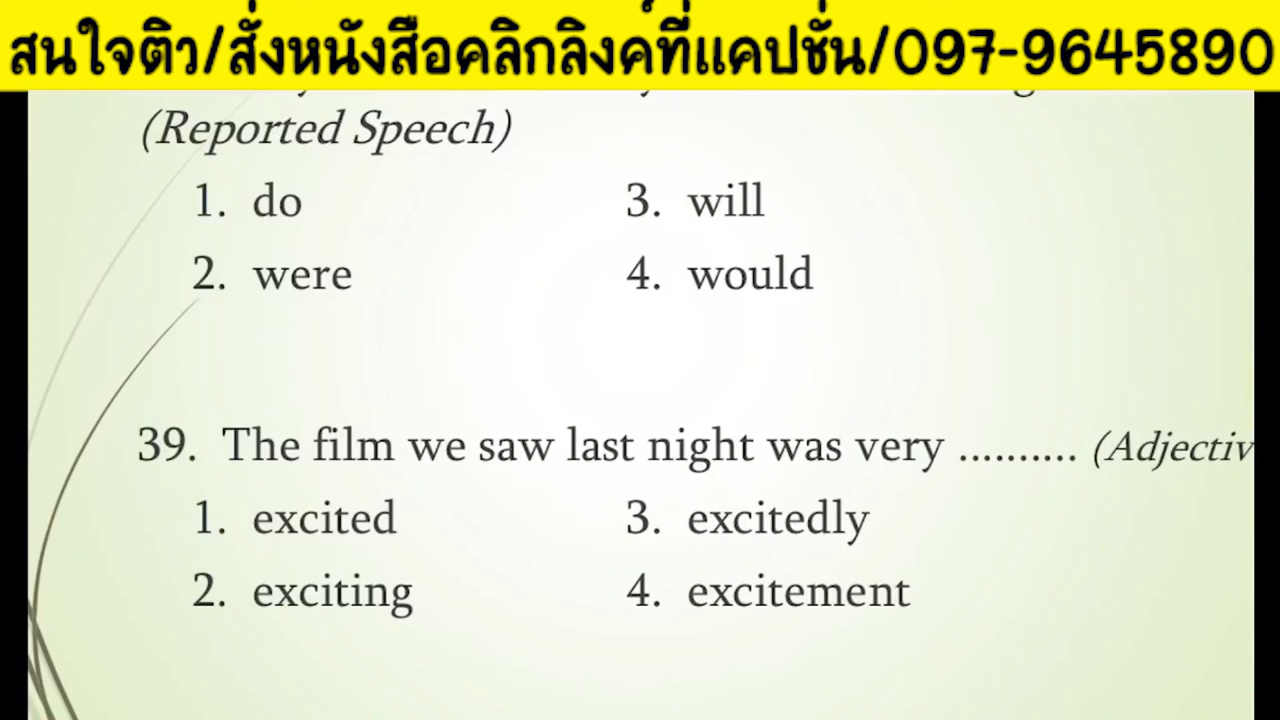 สนใจติว/สั่งหนังสือคลิกลิงค์ที่แคปชั่น/097-9645890
(Reported Speech)
1. do
3. will
2. were
4. would
39. The film we saw last night was very .......... (Adjectiv
1. excited
3. excitedly
2. exciting
4. excitement